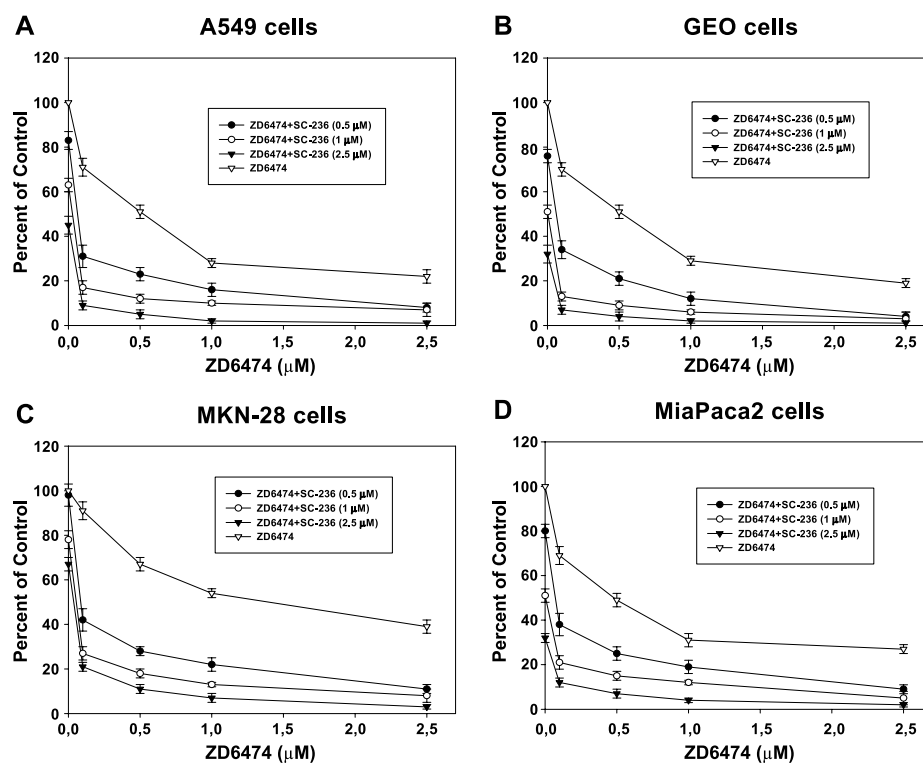 A
A549 cells
120
100
80
60
40
20
0
Percent of Control
ZD6474+SC-236 (0.5 µM)
ZD6474+SC-236 (1 µM)
ZD6474+SC-236 (2.5 µM)
ZD6474
0,0 0,5 1,0 1,5 2,0 2,5
ZD6474 (µM)
B
GEO cells
120
100
80
60
40
20
0
Percent of Control
ZD6474+SC-236 (0.5 µM)
ZD6474+SC-236 (1 µM)
ZD6474+SC-236 (2.5 µM)
ZD6474
0,0 0,5 1,0 1,5 2,0 2,5
ZD6474 (µM)
C
MKN-28 cells
120
100
80
60
40
20
0
Percent of Control
ZD6474+SC-236 (0.5 µM)
ZD6474+SC-236 (1 µM)
ZD6474+SC-236 (2,5 µM)
ZD6474
0,0 0,5 1,0 1,5 2,0 2,5
ZD6474 (µM)
D
MiaPaca2 cells
120
100
80
60
40
20
0
Percent of Control
ZD6474+SC-236 (0.5 µM)
ZD6474+SC-236 (1 µM)
ZD6474+SC-236 (2,5 µM)
ZD6474
0,0 0,5 1,0 1,5 2,0 2,5
ZD6474 (µM)